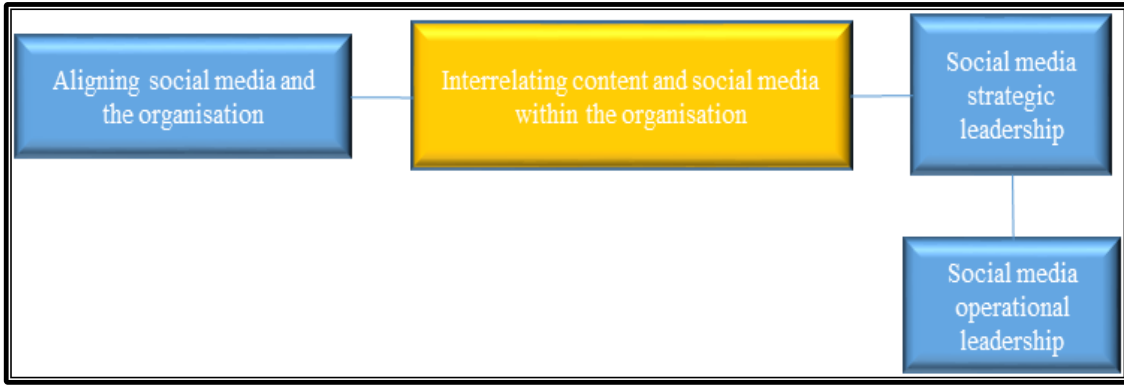 Aligning social media and
the organisation
Interrelating content and social media
within the organisation
Social media
strategic
leadership
Social media
operational
leadership